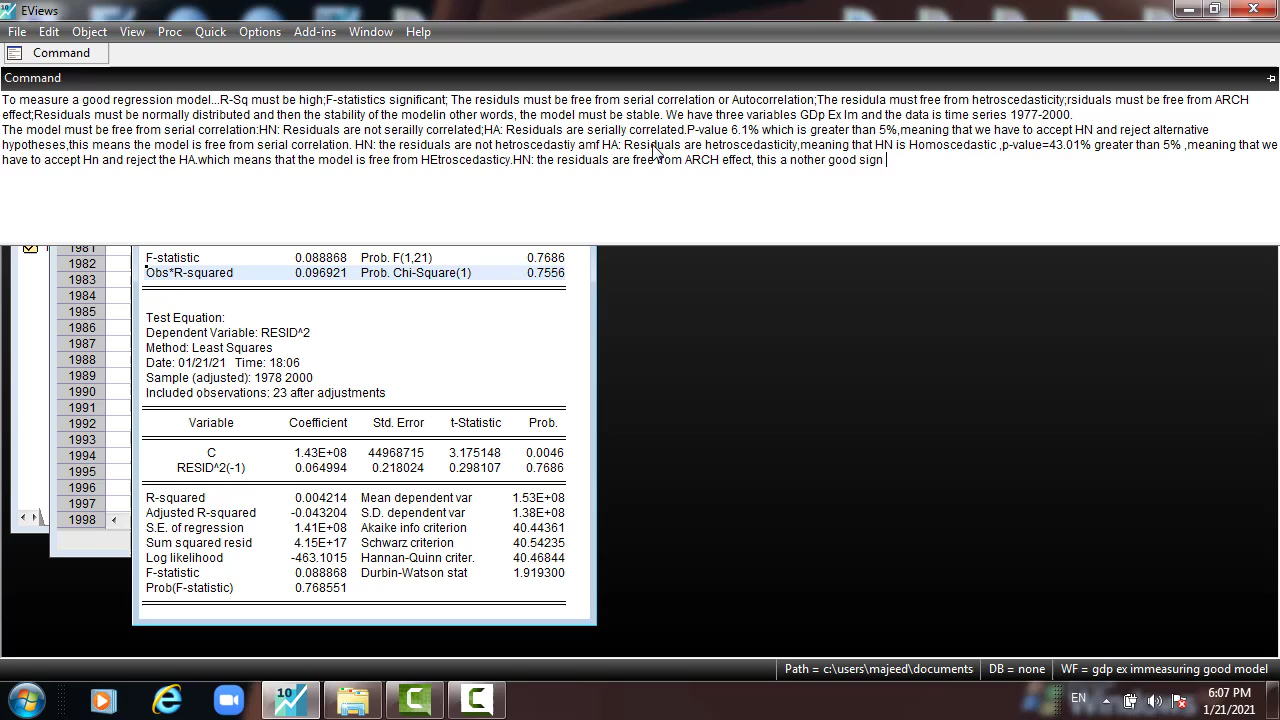 EViews
File Edit Object View Proc Quick Options Add-ins Window Help
Command
Command
To measure a good regression model...R-Sq must be high;F-statistics significant; The residuls must be free from serial correlation or Autocorrelation;The residula must free from hetroscedasticity;rsiduals must be free from ARCH
effect;Residuals must be normally distributed and then the stability of the modelin other words, the model must be stable. We have three variables GDp Ex Im and the data is time series 1977-2000.
The model must be free from serial correlation:HN: Residuals are not serailly correlated;HA: Residuals are serially correlated.P-value 6.1% which is greater than 5%,meaning that we have to accept HN and reject alternative
hypotheses,this means the model is free from serial correlation. HN: the residuals are not hetroscedastiy amf HA: Residuals are hetroscedasticity,meaning that HN is Homoscedastic ,p-value=43.01% greater than 5% ,meaning that we
have to accept Hn and reject the HA.which means that the model is free from HEtroscedasticy.HN: the residuals are free from ARCH effect, this a nother good sign
1981
1982
1983
1984
1985
1986
1987
1988
1989
1990
1991
1992
1993
1994
1995
1996
1997
1998
F-statistic 0.088868 Prob. F(1,21) 0.7686
Obs*R-squared 0.096921 Prob. Chi-Square(1) 0.7556
Test Equation:
Dependent Variable: RESID^2
Method: Least Squares
Date: 01/21/21 Time: 18:06
Sample (adjusted): 1978 2000
Included observations: 23 after adjustments
Variable Coefficient Std. Error t-Statistic Prob.
C 1.43E+08 44968715 3.175148 0.0046
RESID^2(-1) 0.064994 0.218024 0.298107 0.7686
R-squared 0.004214 Mean dependent var 1.53E+08
Adjusted R-squared -0.043204 S.D. dependent var 1.38E+08
S.E. of regression 1.41E+08 Akaike info criterion 40.44361
Sum squared resid 4.15E+17 Schwarz criterion 40.54235
Log likelihood -463.1015 Hannan-Quinn criter. 40.46844
F-statistic 0.088868 Durbin-Watson stat 1.919300
Prob(F-statistic) 0.768551
Path = c:\users\majeed\documents DB = none WF = gdp ex immeasuring good model
10
EN
6:07 PM
1/21/2021